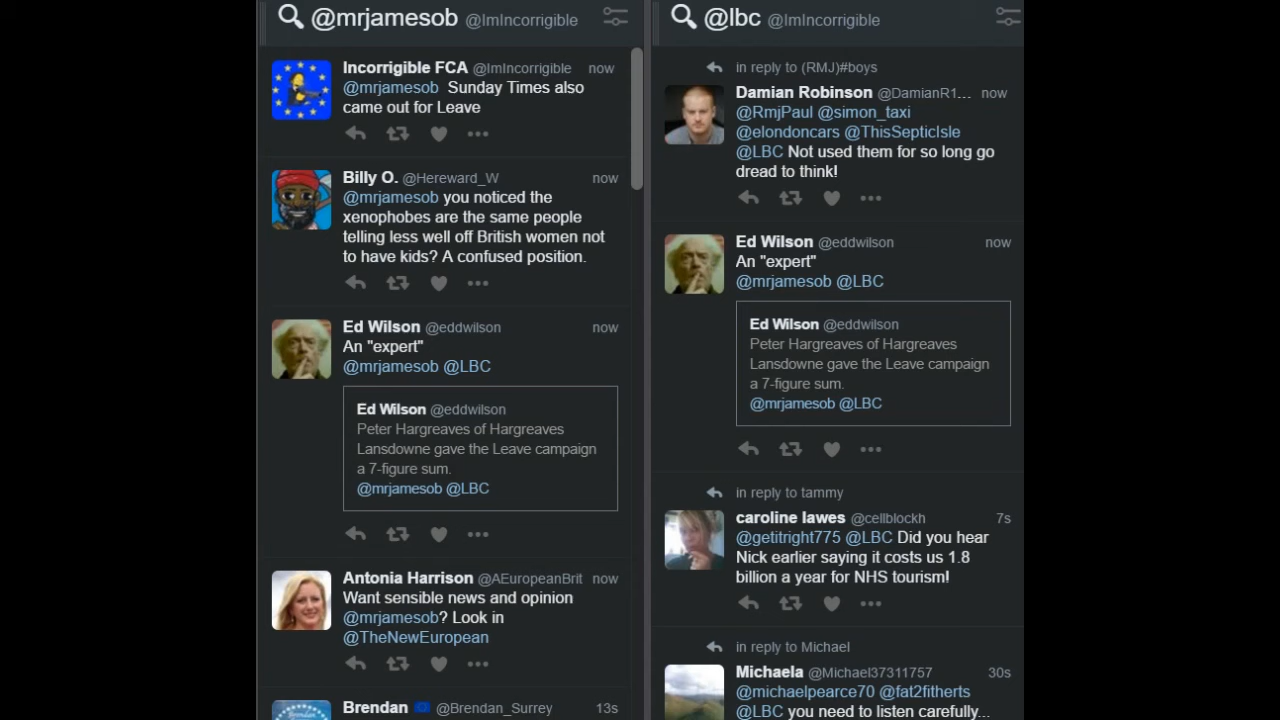 @mrjamesob @ImIncorrigible
Incorrigible FCA @ImIncorrigible now
@mrjamesob Sunday Times also
came out for Leave
Billy O. @Hereward_W now
@mrjamesob you noticed the
xenophobes are the same people
telling less well off British women not
to have kids? A confused position.
Ed Wilson @eddwilson now
An "expert"
@mrjamesob @LBC
Ed Wilson @eddwilson
Peter Hargreaves of Hargreaves
Lansdowne gave the Leave campaign
a 7-figure sum.
@mrjamesob @LBC
Antonia Harrison @AEuropeanBrit now
Want sensible news and opinion
@mrjamesob? Look in
@TheNewEuropean
Brendan @Brendan_Surrey 13s
@lbc @ImIncorrigible
in reply to (RMJ)#boys
Damian Robinson @DamianR1... now
@RmjPaul @simon_taxi
@elondoncars @ThisSepticIsle
@LBC Not used them for so long go
dread to think!
Ed Wilson @eddwilson now
An "expert"
@mrjamesob @LBC
Ed Wilson @eddwilson
Peter Hargreaves of Hargreaves
Lansdowne gave the Leave campaign
a 7-figure sum.
@mrjamesob @LBC
in reply to tammy
caroline lawes @cellblockh 7s
@getitright775 @LBC Did you hear
Nick earlier saying it costs us 1.8
billion a year for NHS tourism!
in reply to Michael
Michaela @Michael37311757 30s
@michaelpearce70 @fat2fitherts
@LBC you need to listen carefully...